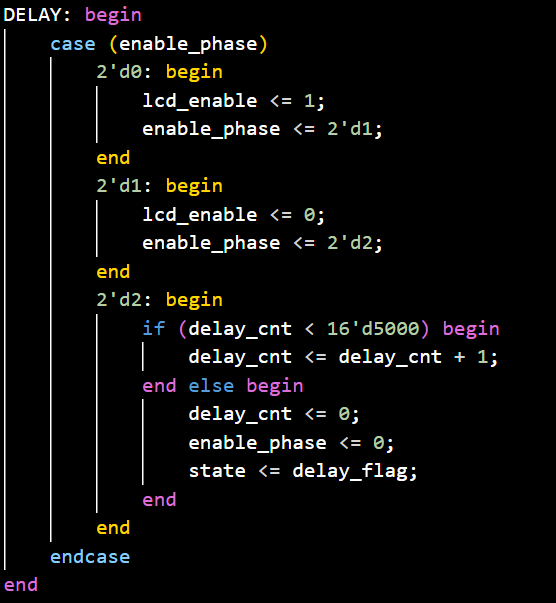 DELAY: begin
    case (enable_phase)
        2'd0: begin
            lcd_enable <= 1;
            enable_phase <= 2'd1;
        end
        2'd1: begin
            lcd_enable <= 0;
            enable_phase <= 2'd2;
        end
        2'd2: begin
            if (delay_cnt < 16'd5000) begin
                delay_cnt <= delay_cnt + 1;
            end else begin
                delay_cnt <= 0;
                enable_phase <= 0;
                state <= delay_flag;
            end
        end
    endcase
end